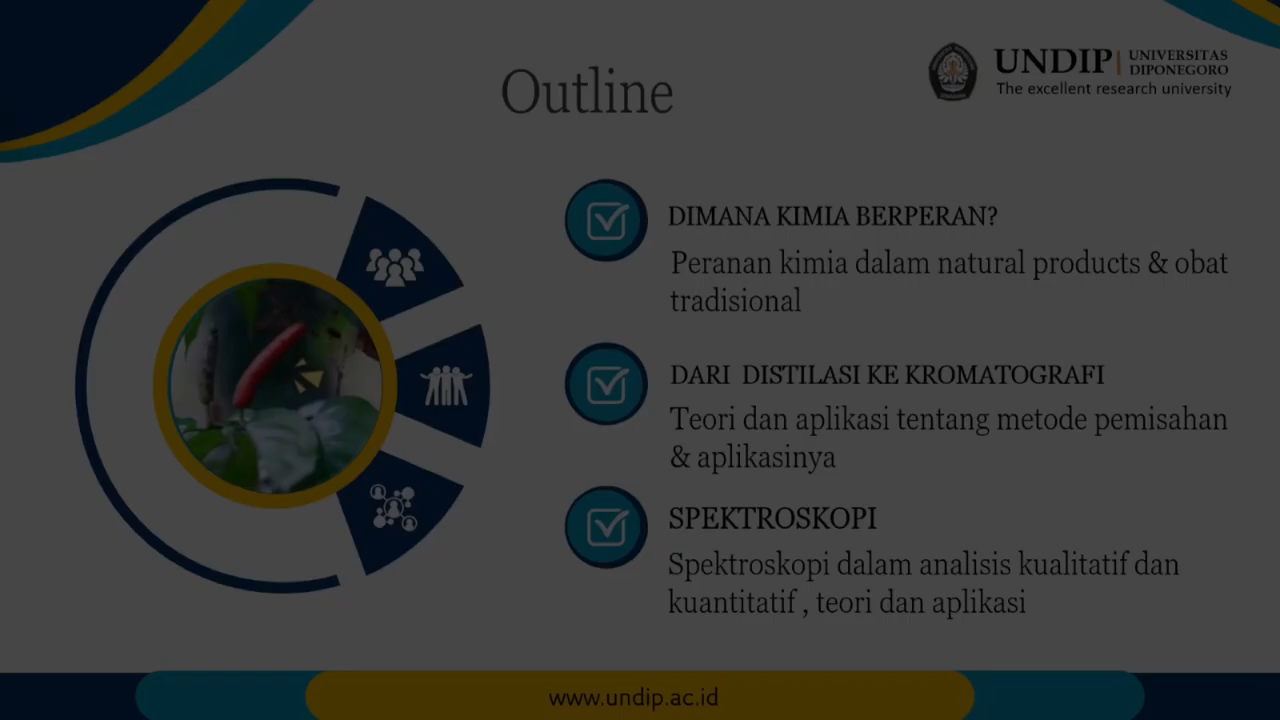 Outline
UNDIP
UNIVERSITAS
DIPONEGORO
The excellent research university
DIMANA KIMIA BERPERAN?
Peranan kimia dalam natural products & obat
tradisional
DARI DISTILASI KE KROMATOGRAFI
Teori dan aplikasi tentang metode pemisahan
& aplikasinya
SPEKTROSKOPI
Spektroskopi dalam analisis kualitatif dan
kuantitatif , teori dan aplikasi
www.undip.ac.id